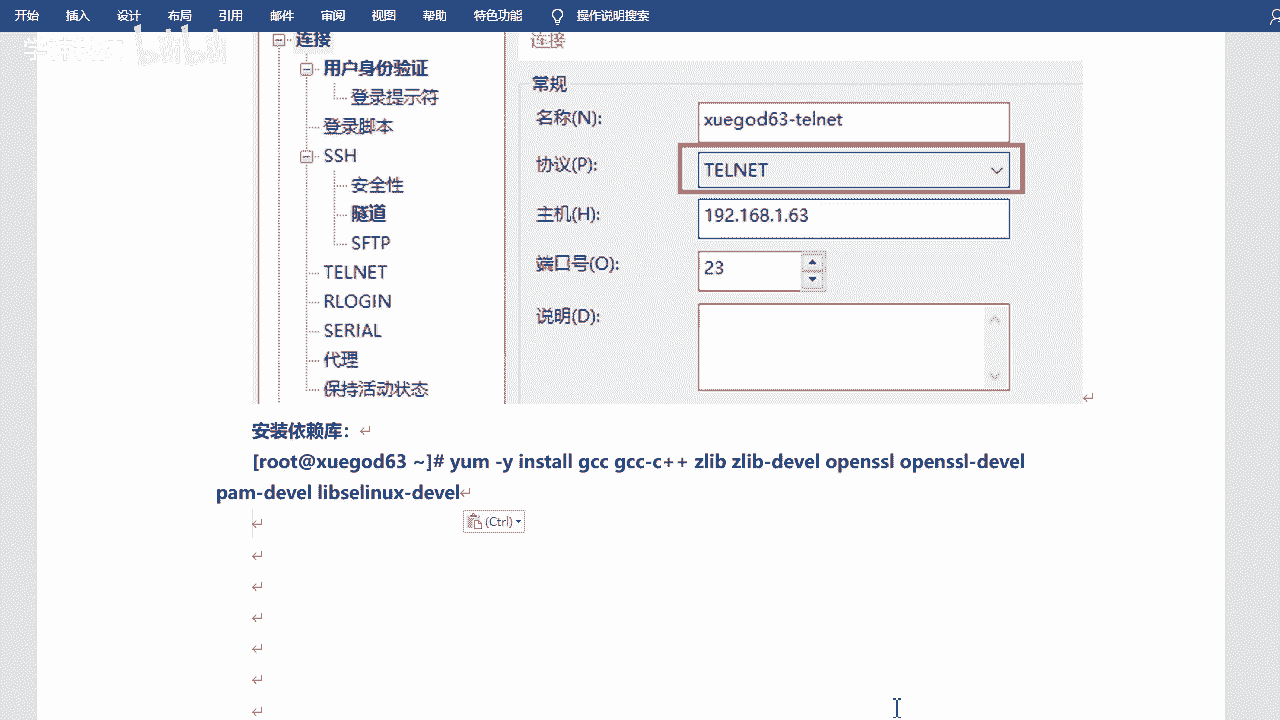 开始 插入 设计 布局 引用 邮件 审阅 视图 帮助 特色功能 操作说明搜索
bilibili
连接
用户身份验证
登录提示符
登录脚本
SSH
安全性
隧道
SFTP
TELNET
RLOGIN
SERIAL
代理
保持活动状态
连接
常规
名称(N): xuegod63-telnet
协议(P): TELNET
主机(H): 192.168.1.63
端口号(O): 23
说明(D):
安装依赖库：
[root@xuegod63 ~]# yum -y install gcc gcc-c++ zlib zlib-devel openssl openssl-devel
pam-devel libselinux-devel
(Ctrl)